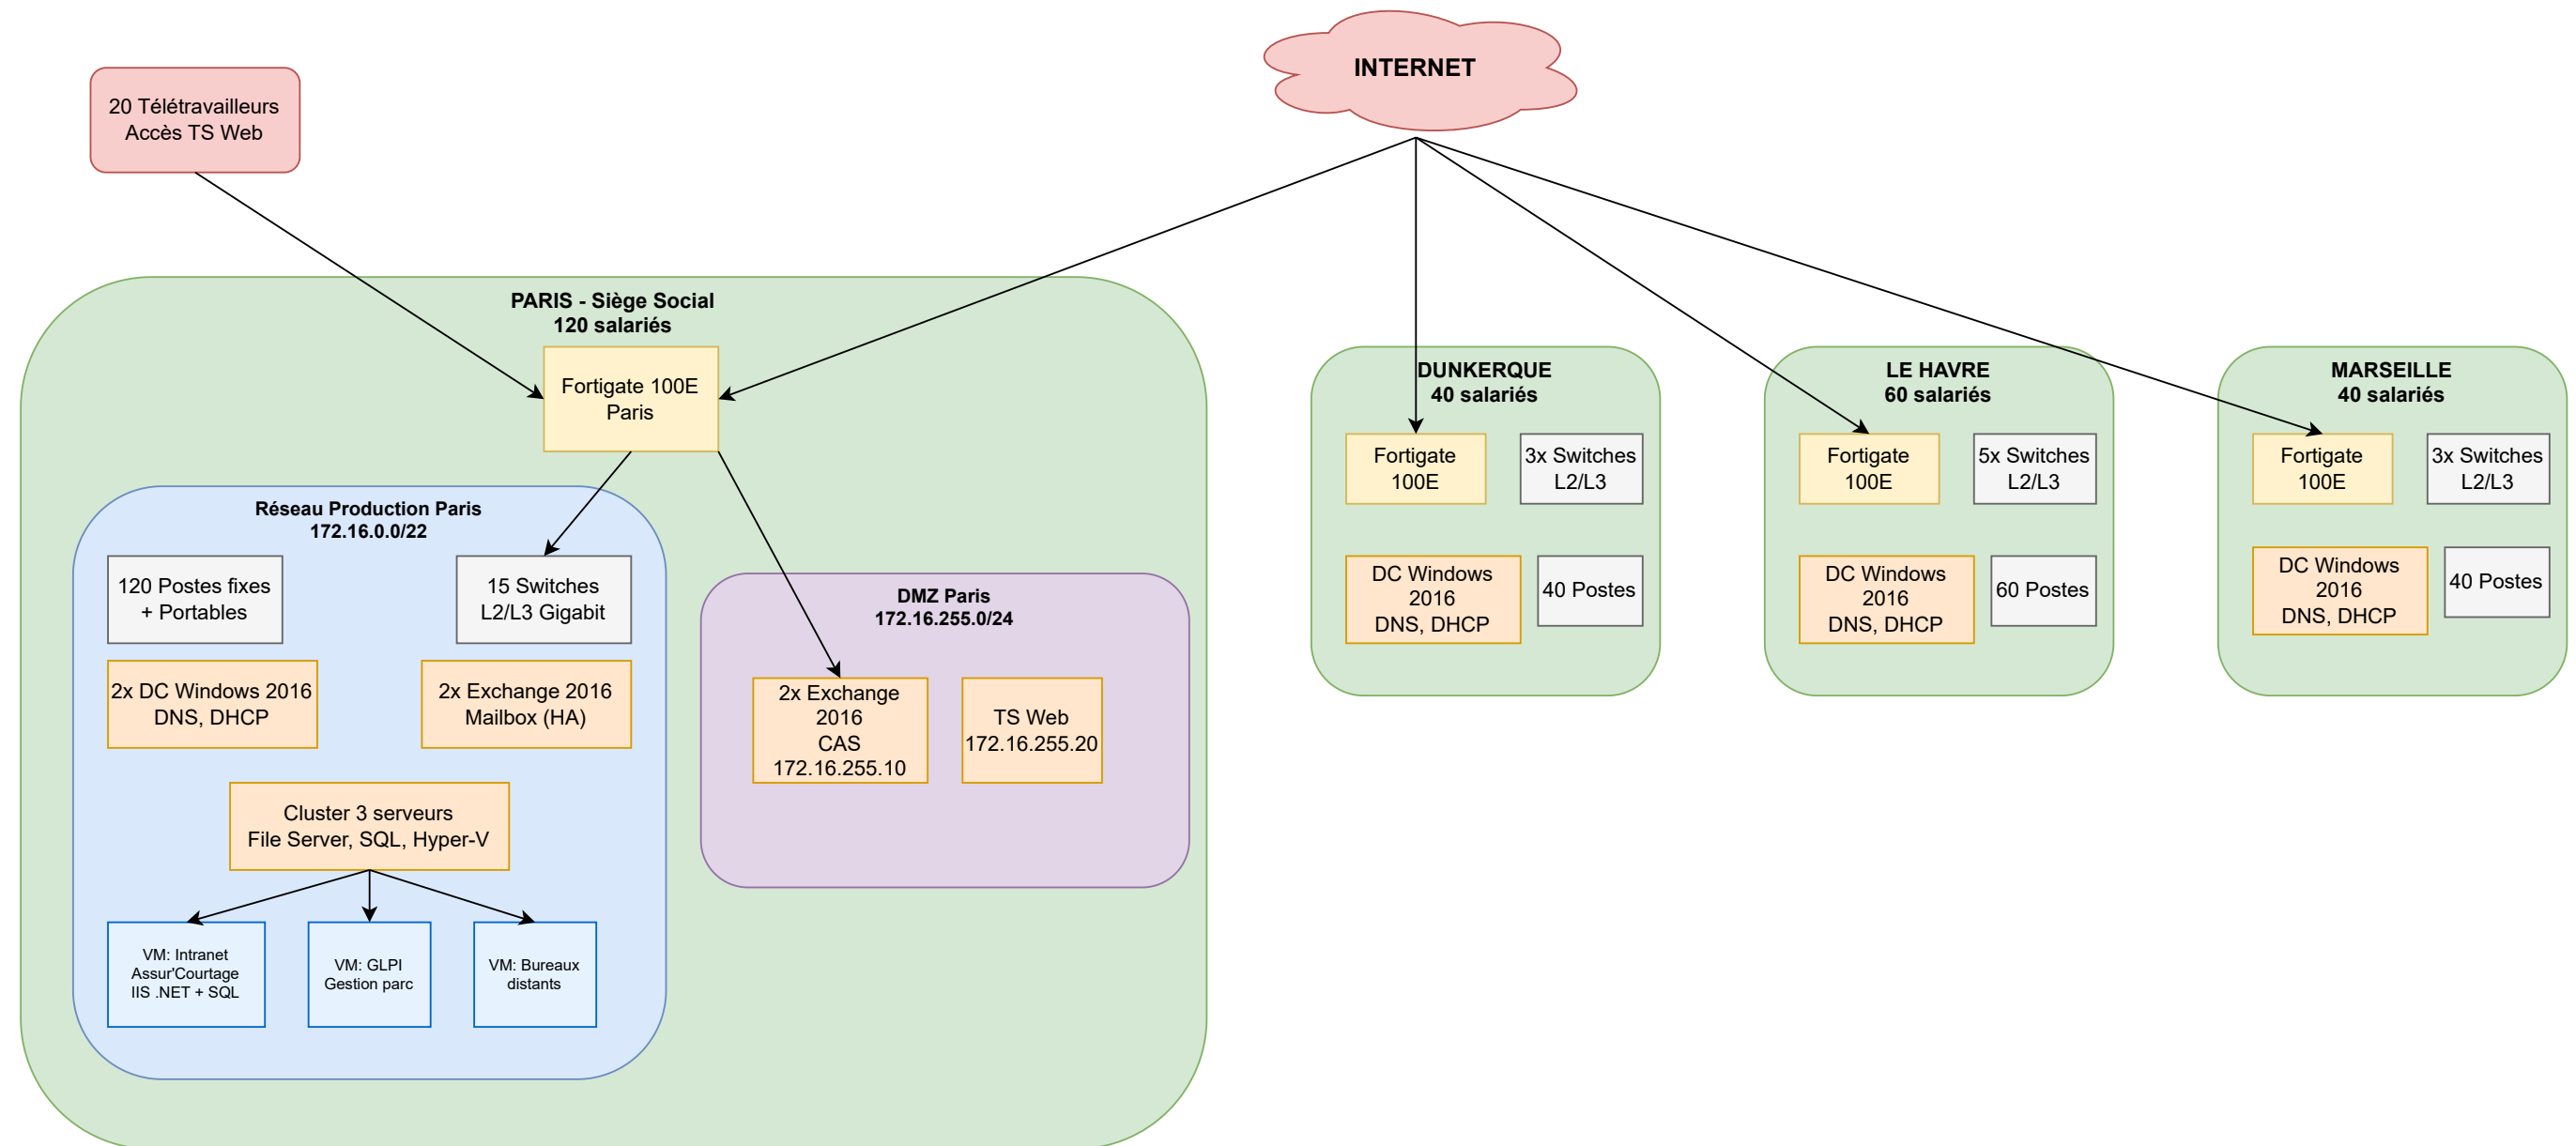 INTERNET
20 Télétravailleurs
Accès TS Web
PARIS - Siège Social
120 salariés
Fortigate 100E
Paris
Réseau Production Paris
172.16.0.0/22
120 Postes fixes
+ Portables
15 Switches
L2/L3 Gigabit
2x DC Windows 2016
DNS, DHCP
2x Exchange 2016
Mailbox (HA)
Cluster 3 serveurs
File Server, SQL, Hyper-V
VM: Intranet
Assur'Courtage
IIS .NET + SQL
VM: GLPI
Gestion parc
VM: Bureaux
distants
DMZ Paris
172.16.255.0/24
2x Exchange
2016
CAS
172.16.255.10
TS Web
172.16.255.20
DUNKERQUE
40 salariés
Fortigate
100E
3x Switches
L2/L3
DC Windows
2016
DNS, DHCP
40 Postes
LE HAVRE
60 salariés
Fortigate
100E
5x Switches
L2/L3
DC Windows
2016
DNS, DHCP
60 Postes
MARSEILLE
40 salariés
Fortigate
100E
3x Switches
L2/L3
DC Windows
2016
DNS, DHCP
40 Postes